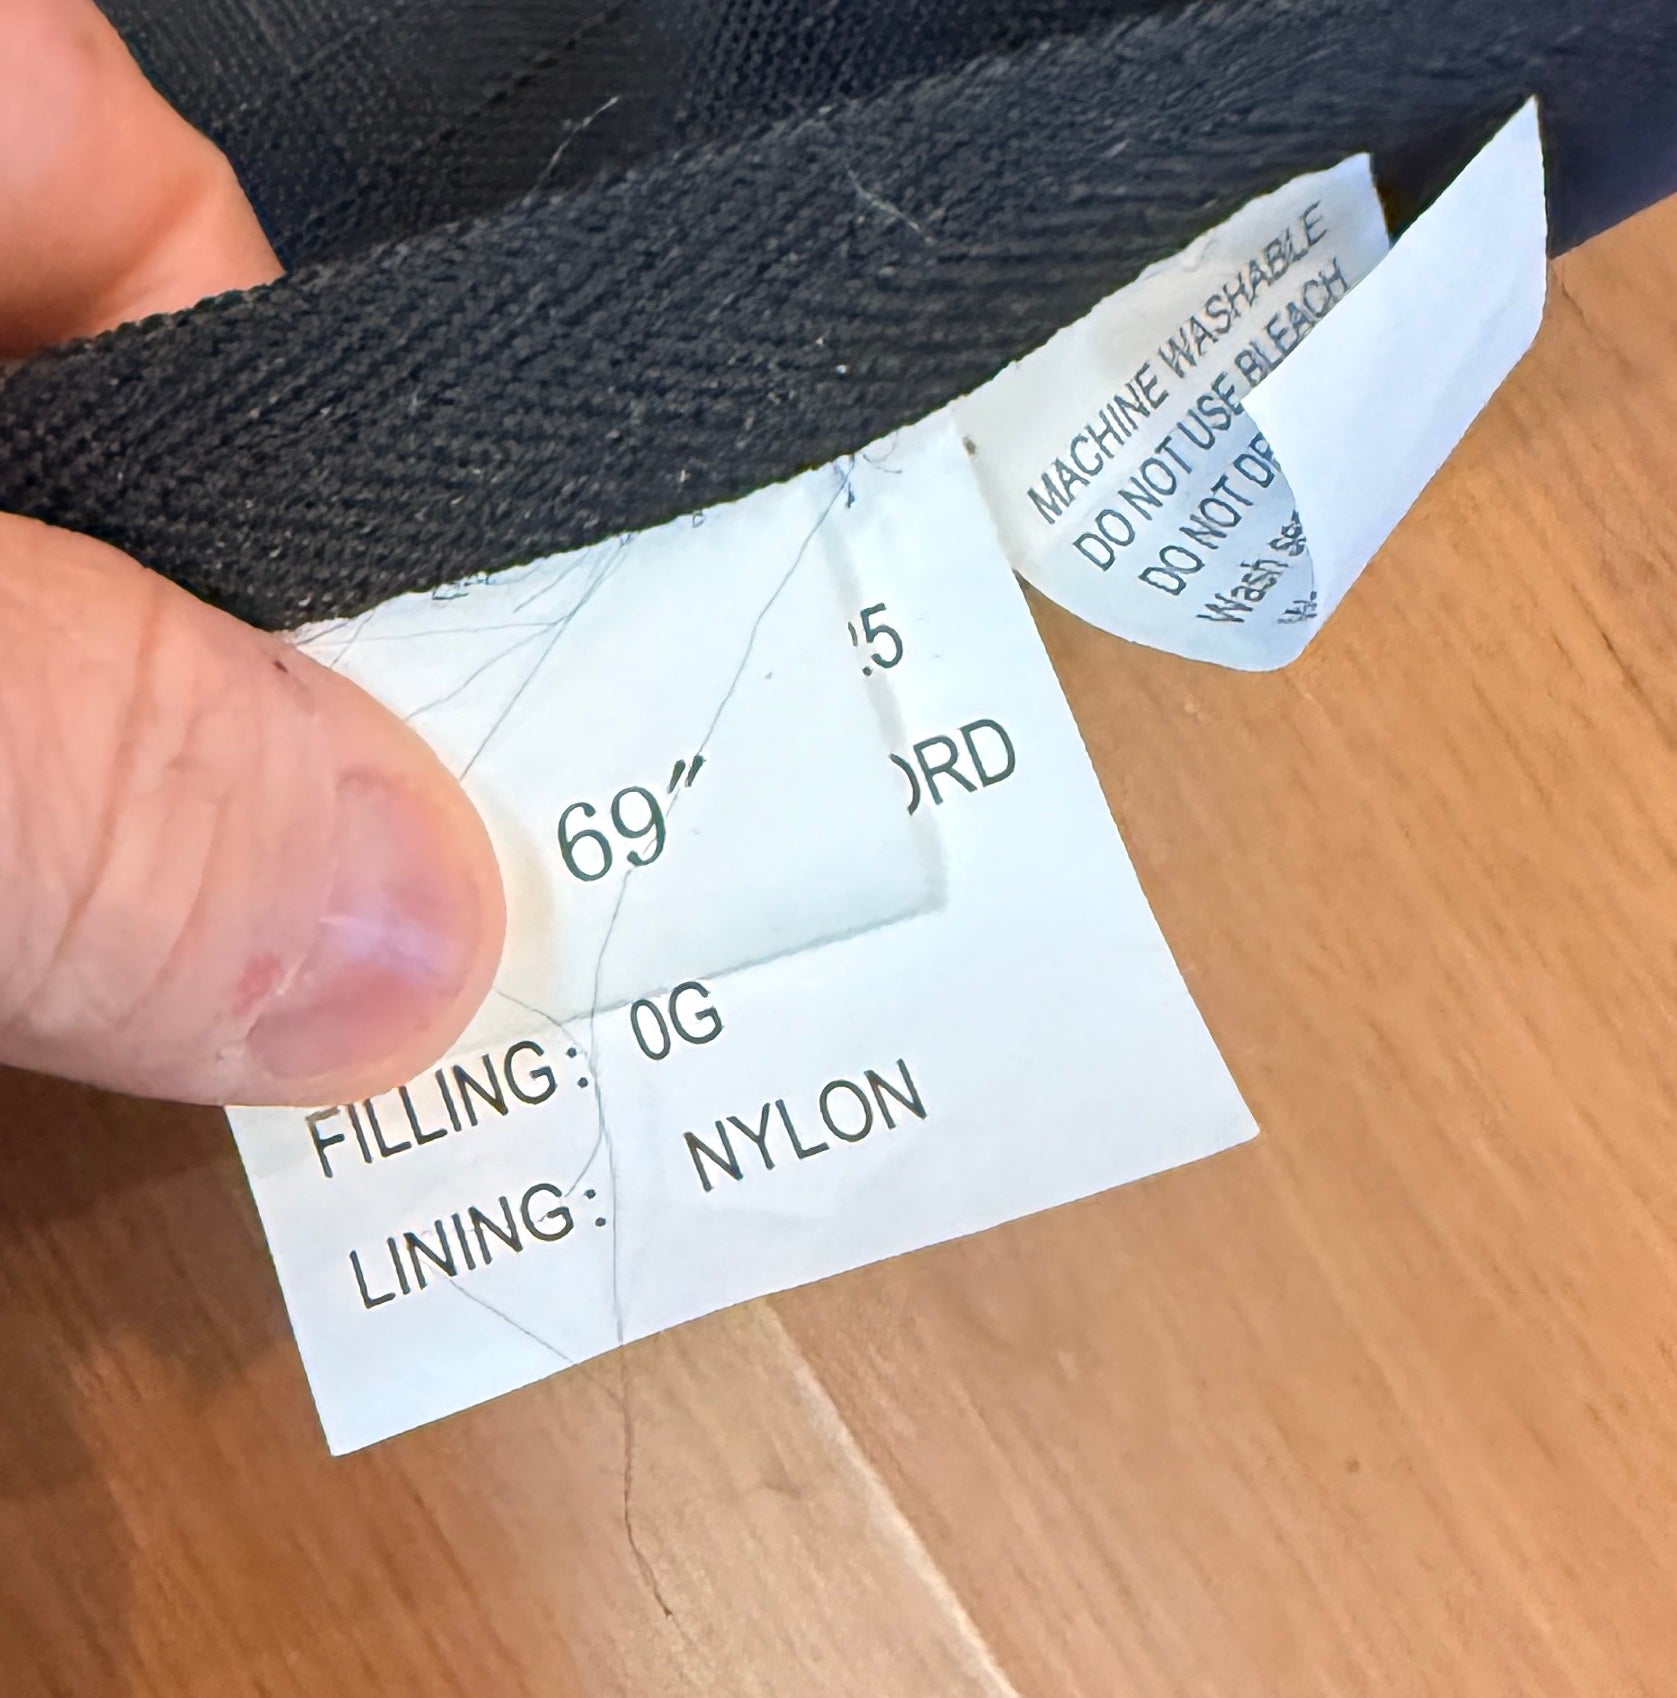 69"
:5
ORD
FILLING: 0G
LINING: NYLON
MACHINE WASHABLE
DO NOT USE BLEACH
DO NOT
Wash